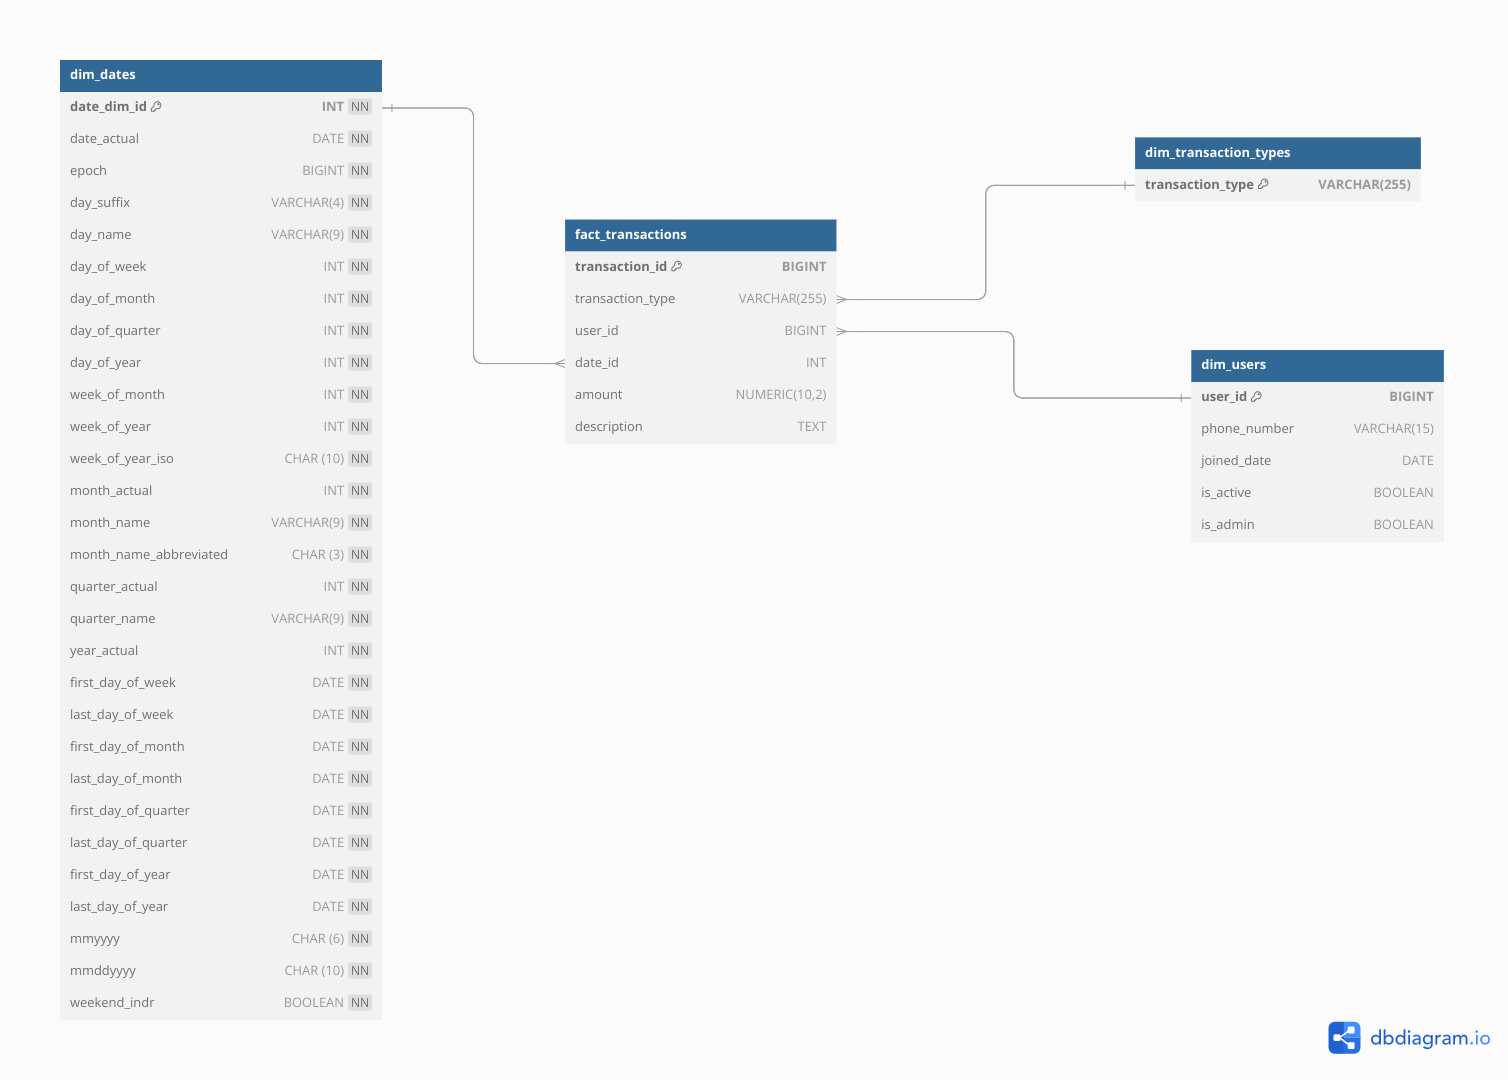 dim_dates
date_dim_id INT NN
date_actual DATE NN
epoch BIGINT NN
day_suffix VARCHAR(4) NN
day_name VARCHAR(9) NN
day_of_week INT NN
day_of_month INT NN
day_of_quarter INT NN
day_of_year INT NN
week_of_month INT NN
week_of_year INT NN
week_of_year_iso CHAR (10) NN
month_actual INT NN
month_name VARCHAR(9) NN
month_name_abbreviated CHAR (3) NN
quarter_actual INT NN
quarter_name VARCHAR(9) NN
year_actual INT NN
first_day_of_week DATE NN
last_day_of_week DATE NN
first_day_of_month DATE NN
last_day_of_month DATE NN
first_day_of_quarter DATE NN
last_day_of_quarter DATE NN
first_day_of_year DATE NN
last_day_of_year DATE NN
mmyyyy CHAR (6) NN
mmddyyyy CHAR (10) NN
weekend_indr BOOLEAN NN
fact_transactions
transaction_id BIGINT
transaction_type VARCHAR(255)
user_id BIGINT
date_id INT
amount NUMERIC(10,2)
description TEXT
dim_transaction_types
transaction_type VARCHAR(255)
dim_users
user_id BIGINT
phone_number VARCHAR(15)
joined_date DATE
is_active BOOLEAN
is_admin BOOLEAN
dbdiagram.io